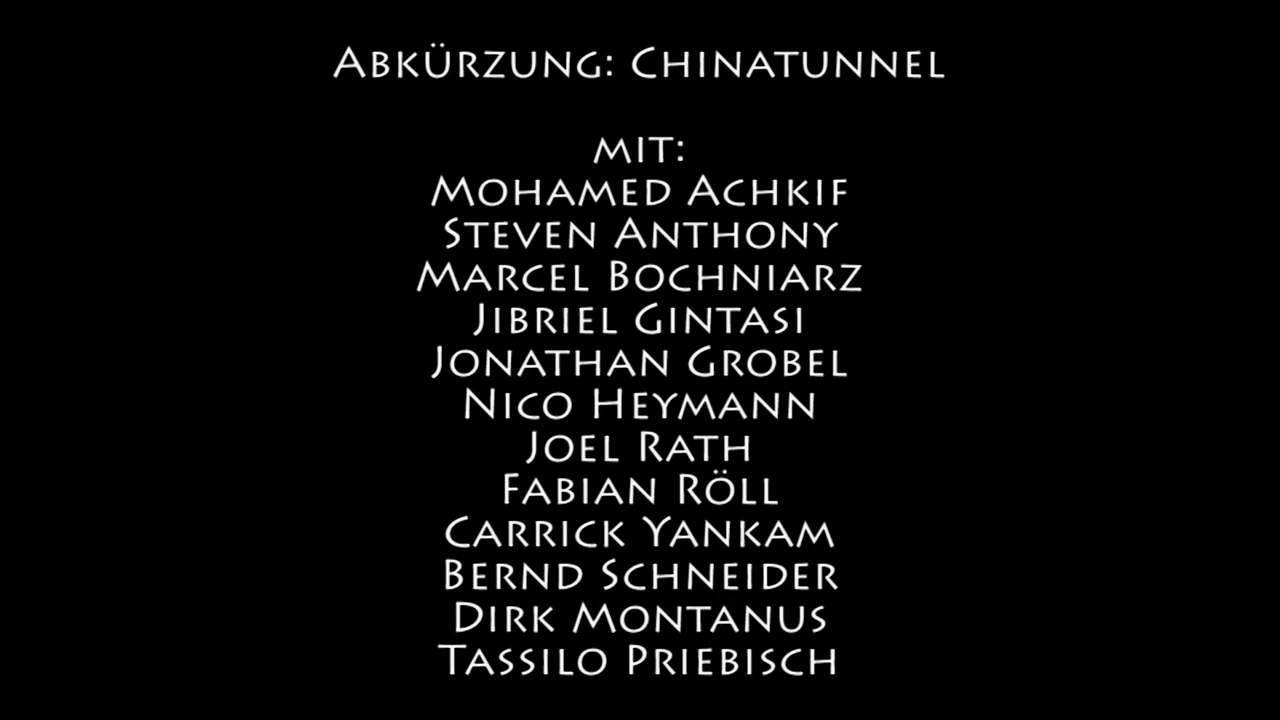 Abkürzung: Chinatunnel
mit:
Mohamed Achkif
Steven Anthony
Marcel Bochniarz
Jibriel Gintasi
Jonathan Grobel
Nico Heymann
Joel Rath
Fabian Röll
Carrick Yankam
Bernd Schneider
Dirk Montanus
Tassilo Priebisch